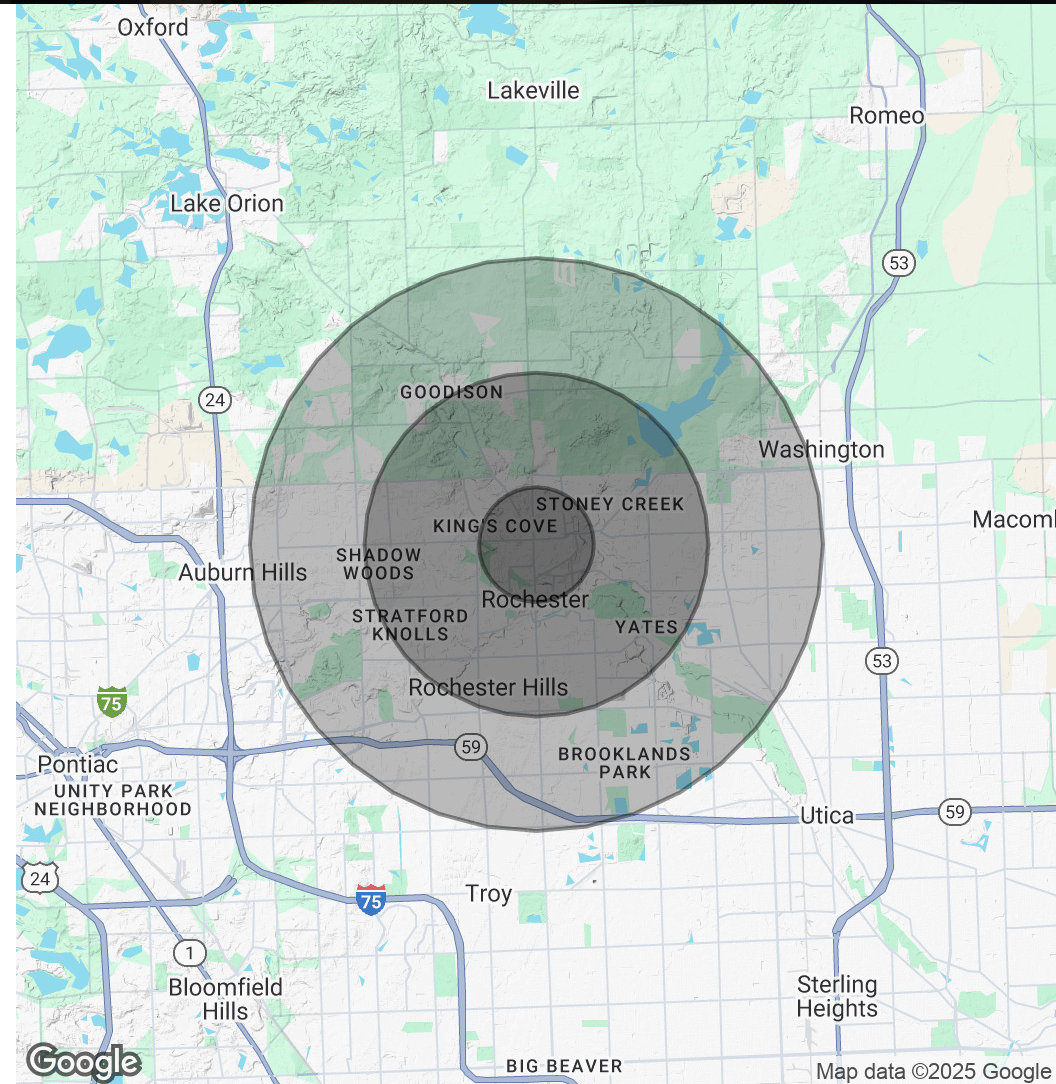 Oxford
Lakeville
Romeo
Lake Orion
53
GOODISON
24
Washington
STONEY CREEK
Macoml
KING'S COVE
SHADOW
WOODS
Auburn Hills
Rochester
STRATFORD
KNOLLS
YATES
53
Rochester Hills
75
59
BROOKLANDS
PARK
Pontiac
UNITY PARK
NEIGHBORHOOD
Utica
59
24
Troy
75
1
Bloomfield
Hills
Sterling
Heights
BIG BEAVER
Google
Map data ©2025 Google